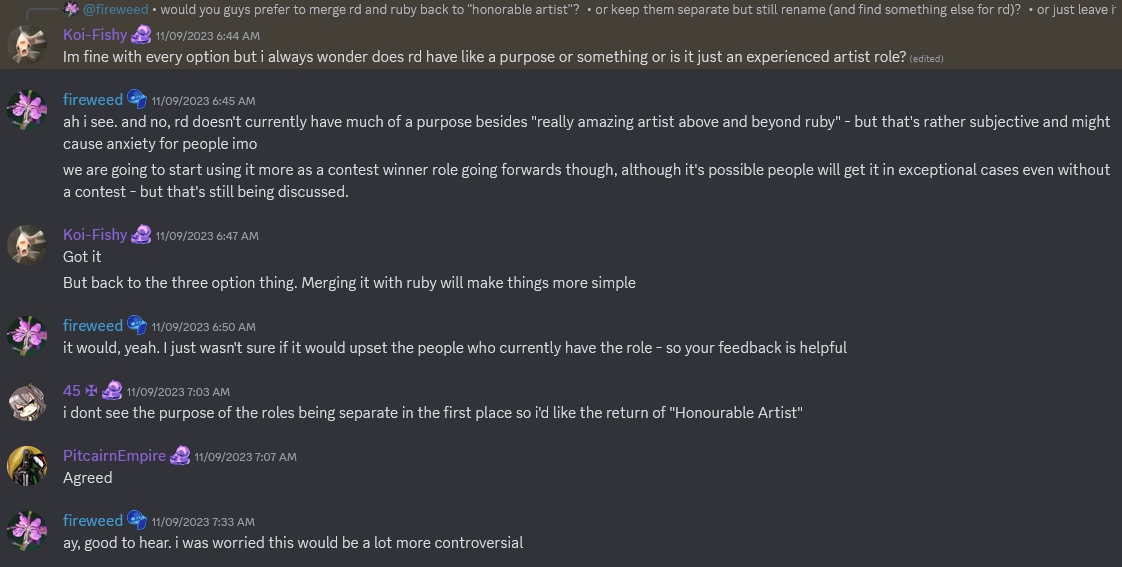 @fireweed • would you guys prefer to merge rd and ruby back to "honorable artist"? • or keep them separate but still rename (and find something else for rd)? • or just leave
Koi-Fishy 11/09/2023 6:44 AM
Im fine with every option but i always wonder does rd have like a purpose or something or is it just an experienced artist role? (edited)
fireweed 11/09/2023 6:45 AM
ah i see. and no, rd doesn't currently have much of a purpose besides "really amazing artist above and beyond ruby" - but that's rather subjective and might
cause anxiety for people imo
we are going to start using it more as a contest winner role going forwards though, although it's possible people will get it in exceptional cases even without
a contest - but that's still being discussed.
Koi-Fishy 11/09/2023 6:47 AM
Got it
But back to the three option thing. Merging it with ruby will make things more simple
fireweed 11/09/2023 6:50 AM
it would, yeah. I just wasn't sure if it would upset the people who currently have the role - so your feedback is helpful
45 ✠ 11/09/2023 7:03 AM
i dont see the purpose of the roles being separate in the first place so i'd like the return of "Honourable Artist"
PitcairnEmpire 11/09/2023 7:07 AM
Agreed
fireweed 11/09/2023 7:33 AM
ay, good to hear. i was worried this would be a lot more controversial